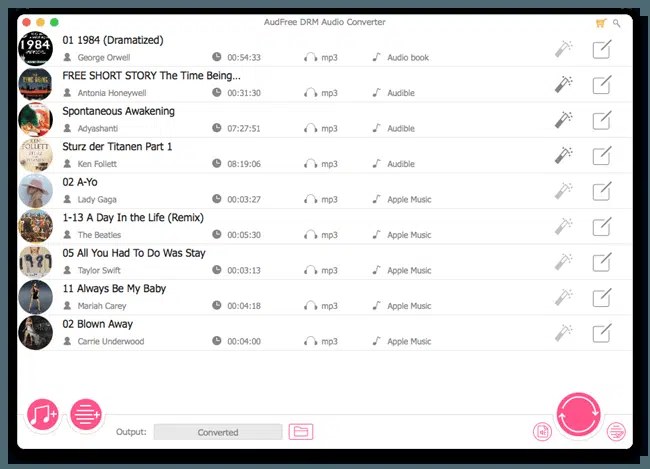 AudFree DRM Audio Converter
1984
01 1984 (Dramatized)
George Orwell 00:54:33 mp3 Audio book
FREE SHORT STORY The Time Being...
Antonia Honeywell 00:31:30 mp3 Audible
Spontaneous Awakening
Adyashanti 07:27:51 mp3 Audible
KEN FOLLETT
Sturz der Titanen Part 1
Ken Follett 08:19:06 mp3 Audible
02 A-Yo
Lady Gaga 00:03:27 mp3 Apple Music
1-13 A Day in the Life (Remix)
The Beatles 00:05:30 mp3 Apple Music
05 All You Had To Do Was Stay
Taylor Swift 00:03:13 mp3 Apple Music
11 Always Be My Baby
Mariah Carey 00:04:18 mp3 Apple Music
02 Blown Away
Carrie Underwood 00:04:00 mp3 Apple Music
Output: Converted